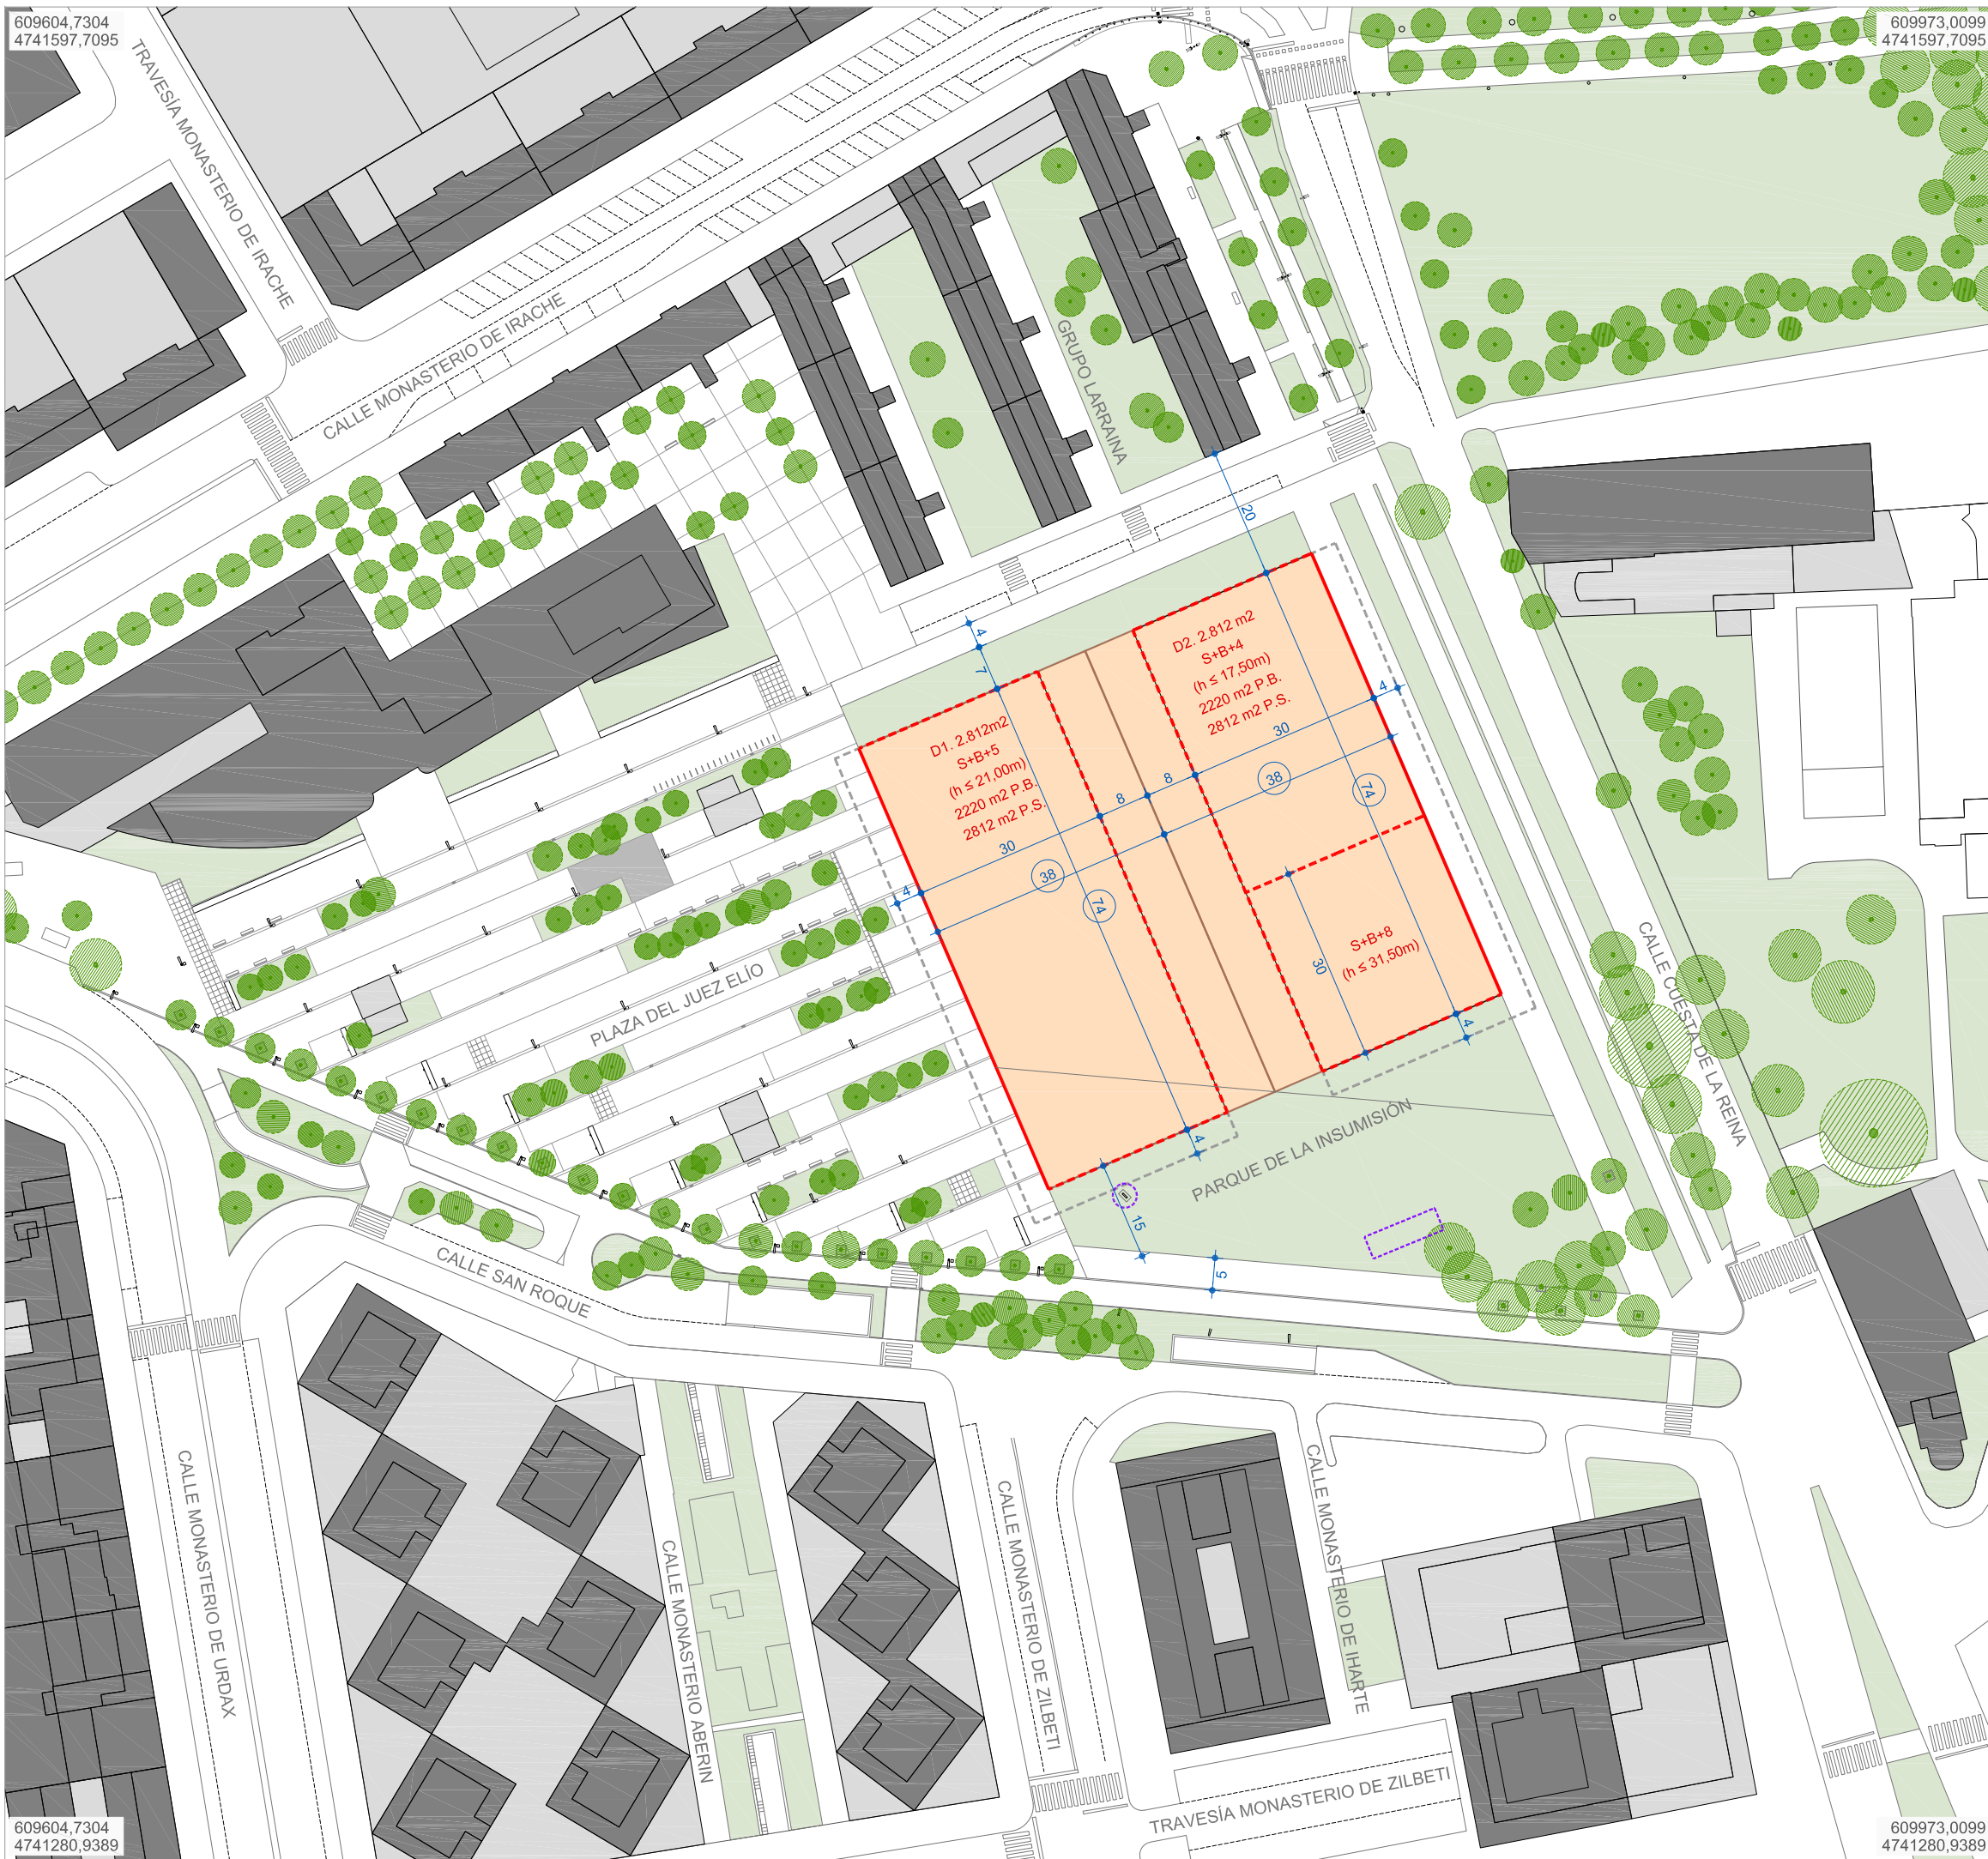 609604,7304
4741597,7095
609973,0099
4741597,7095
TRAVESÍA MONASTERIO DE IRACHE
CALLE MONASTERIO DE IRACHE
GRUPO LARRAINA
20
4
7
D2. 2.812 m2
S+B+4
(h ≤ 17,50m)
2220 m2 P.B.
2812 m2 P.S.
D1. 2.812m2
S+B+5
(h ≤ 21,00m)
2220 m2 P.B.
2812 m2 P.S.
4
30
8
8
30
38
74
4
38
74
S+B+8
(h ≤ 31,50m)
30
4
4
15
5
PLAZA DEL JUEZ ELÍO
PARQUE DE LA INSUMISIÓN
CALLE CUESTA DE LA REINA
CALLE SAN ROQUE
CALLE MONASTERIO DE URDAX
CALLE MONASTERIO ABERIN
CALLE MONASTERIO DE ZILBETI
CALLE MONASTERIO DE IHARTE
TRAVESÍA MONASTERIO DE ZILBETI
609604,7304
4741280,9389
609973,0099
4741280,9389